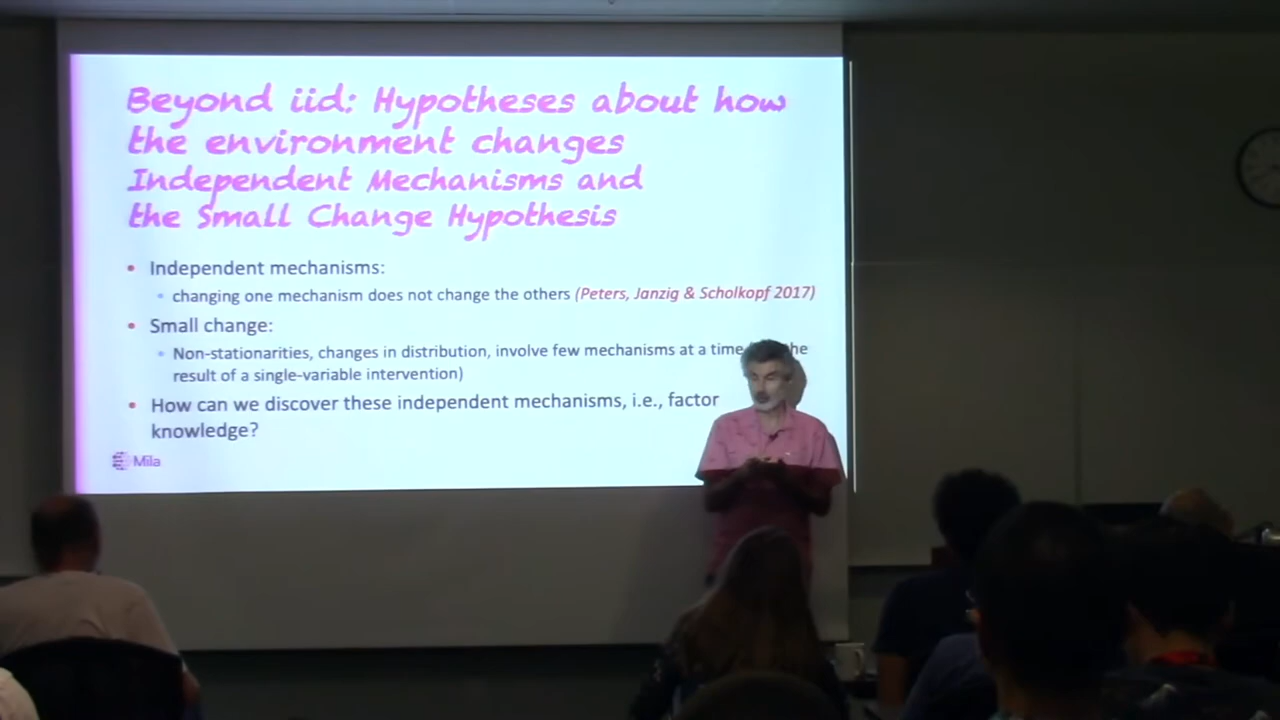 Beyond iid: Hypotheses about how
the environment changes
Independent Mechanisms and
the Small Change Hypothesis
• Independent mechanisms:
• changing one mechanism does not change the others (Peters, Janzig & Scholkopf 2017)
• Small change:
• Non-stationarities, changes in distribution, involve few mechanisms at a time he
result of a single-variable intervention)
• How can we discover these independent mechanisms, i.e., factor
knowledge?
Mila